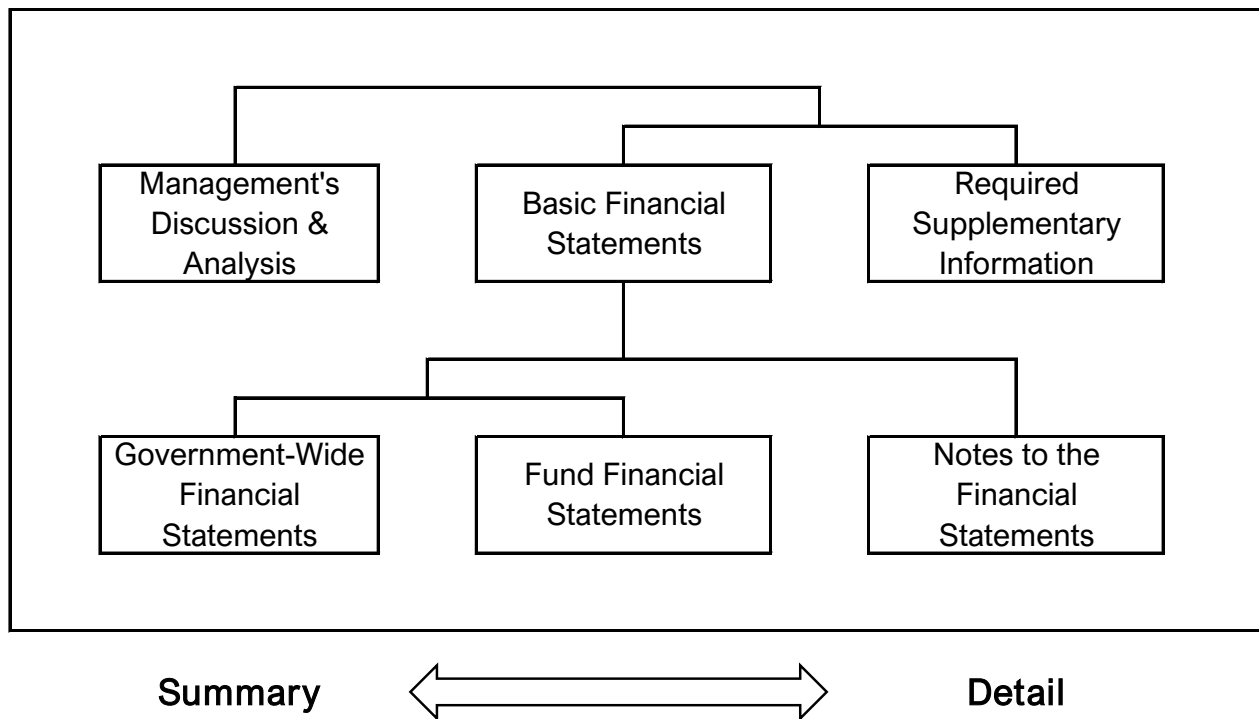 Management's
Discussion &
Analysis
Basic Financial
Statements
Required
Supplementary
Information
Government-Wide
Financial
Statements
Fund Financial
Statements
Notes to the
Financial
Statements
Summary
Detail